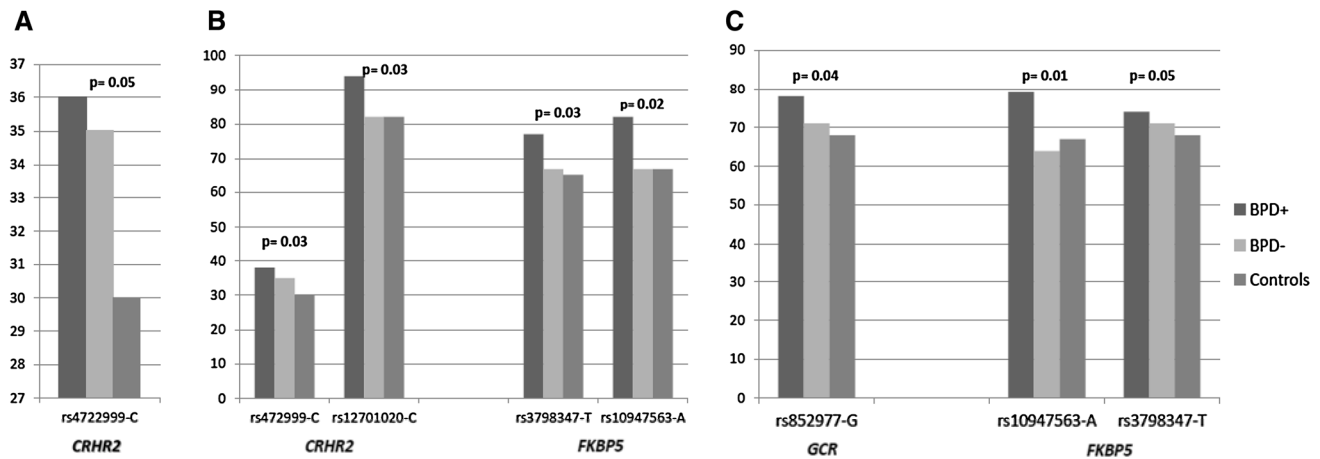 A
37
36
35
34
33
32
31
30
29
28
27
p= 0.05
rs4722999-C
CRHR2
B
100
90
80
70
60
50
40
30
20
10
0
p= 0.03
p= 0.03
p= 0.03
p= 0.02
rs472999-C
rs12701020-C
rs3798347-T
rs10947563-A
CRHR2
FKBP5
C
90
80
70
60
50
40
30
20
10
0
p= 0.04
p= 0.01
p= 0.05
rs852977-G
rs10947563-A
rs3798347-T
GCR
FKBP5
BPD+
BPD-
Controls